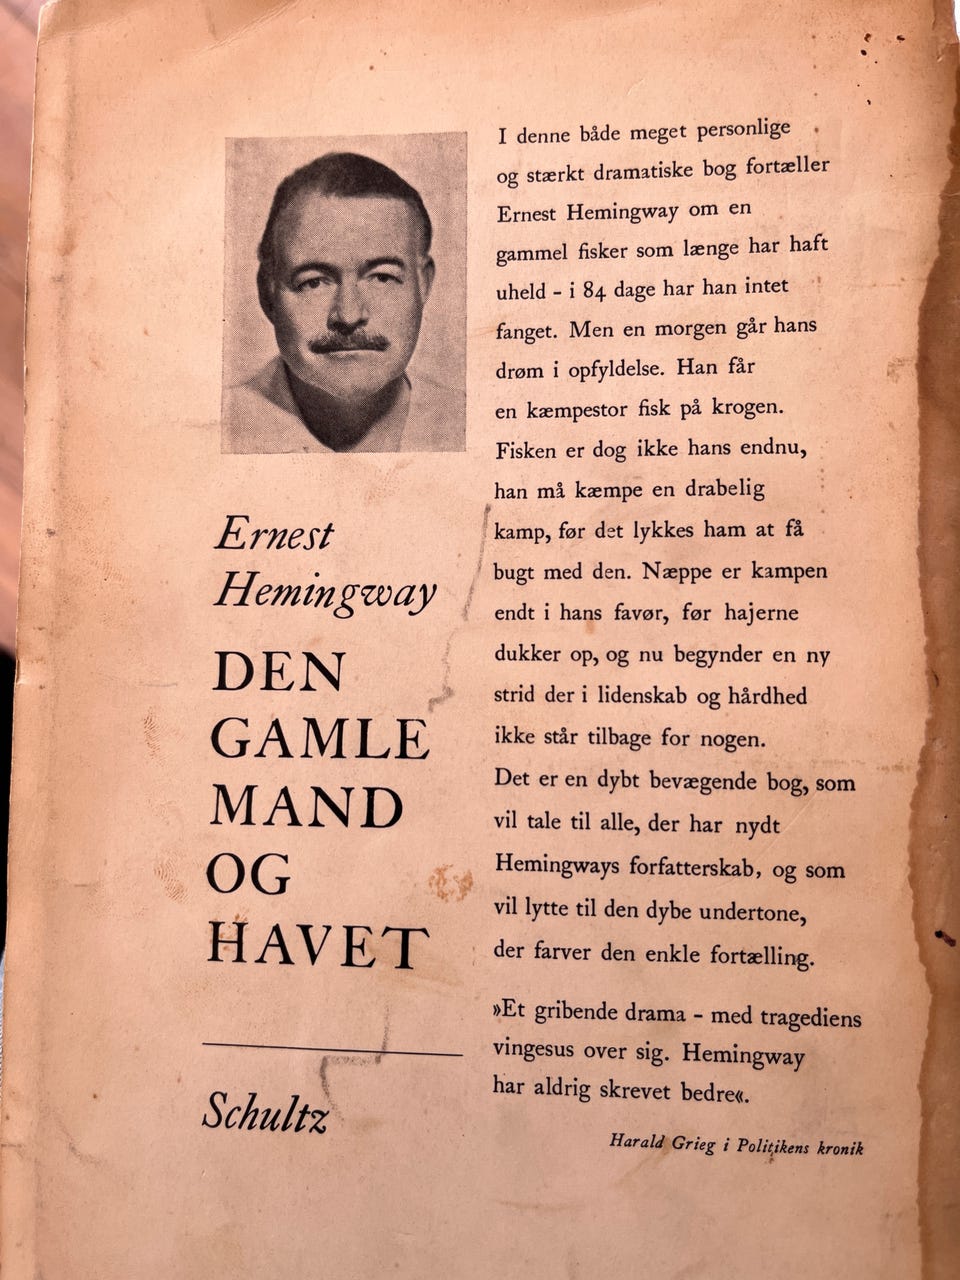 Ernest
Hemingway
DEN
GAMLE
MAND
OG
HAVET
Schultz
I denne både meget personlige
og stærkt dramatiske bog fortæller
Ernest Hemingway om en
gammel fisker som længe har haft
uheld - i 84 dage har han intet
fanget. Men en morgen går hans
drøm i opfyldelse. Han får
en kæmpestor fisk på krogen.
Fisken er dog ikke hans endnu,
han må kæmpe en drabelig
kamp, før det lykkes ham at få
bugt med den. Næppe er kampen
endt i hans favør, før hajerne
dukker op, og nu begynder en ny
strid der i lidenskab og hårdhed
ikke står tilbage for nogen.
Det er en dybt bevægende bog, som
vil tale til alle, der har nydt
Hemingways forfatterskab, og som
vil lytte til den dybe undertone,
der farver den enkle fortælling.
»Et gribende drama - med tragediens
vingesus over sig. Hemingway
har aldrig skrevet bedre«.
Harald Grieg i Politikens kronik